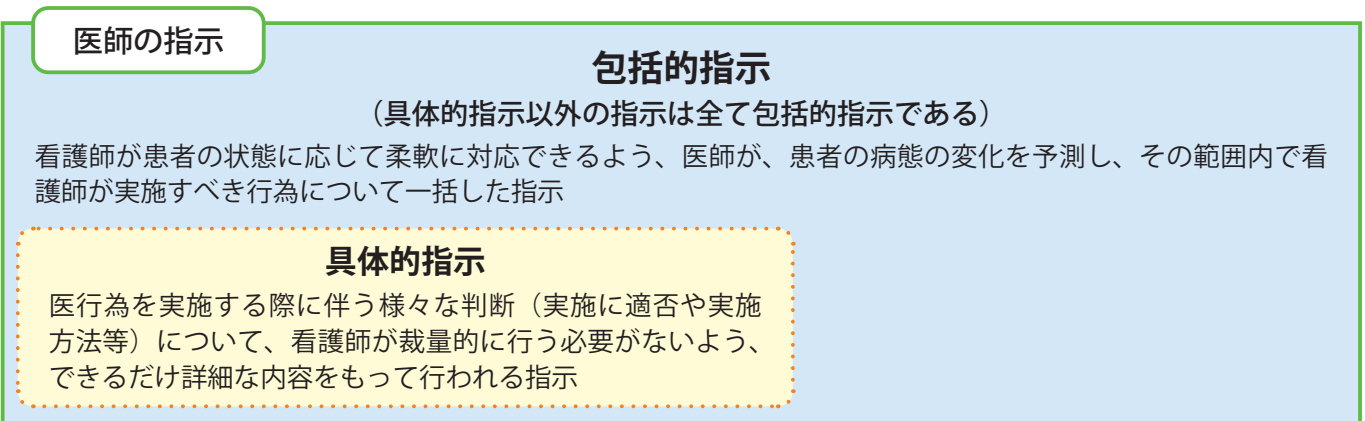 医師の指示
包括的指示
（具体的指示以外の指示は全て包括的指示である）
看護師が患者の状態に応じて柔軟に対応できるよう、医師が、患者の病態の変化を予測し、その範囲内で看
護師が実施すべき行為について一括した指示
具体的指示
医行為を実施する際に伴う様々な判断（実施に適否や実施
方法等）について、看護師が裁量的に行う必要がないよう、
できるだけ詳細な内容をもって行われる指示